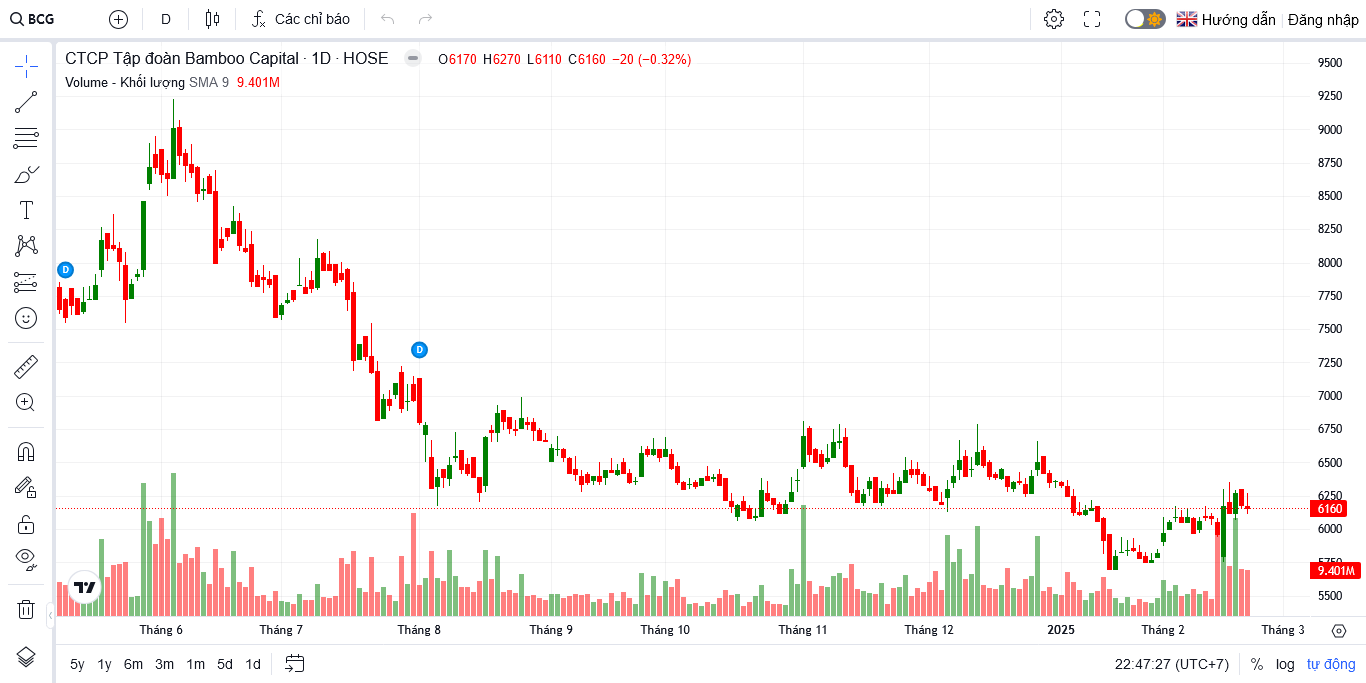 BCG D Các chỉ báo Hướng dẫn Đăng nhập
CTCP Tập đoàn Bamboo Capital · 1D · HOSE O6170 H6270 L6110 C6160 −20 (−0.32%)
Volume - Khối lượng SMA 9 9.401M
D
D
9500
9250
9000
8750
8500
8250
8000
7750
7500
7250
7000
6750
6500
6250
6160
6000
5750
9.401M
5500
Tháng 6 Tháng 7 Tháng 8 Tháng 9 Tháng 10 Tháng 11 Tháng 12 2025 Tháng 2 Tháng 3
5y 1y 6m 3m 1m 5d 1d 22:47:27 (UTC+7) % log tự động